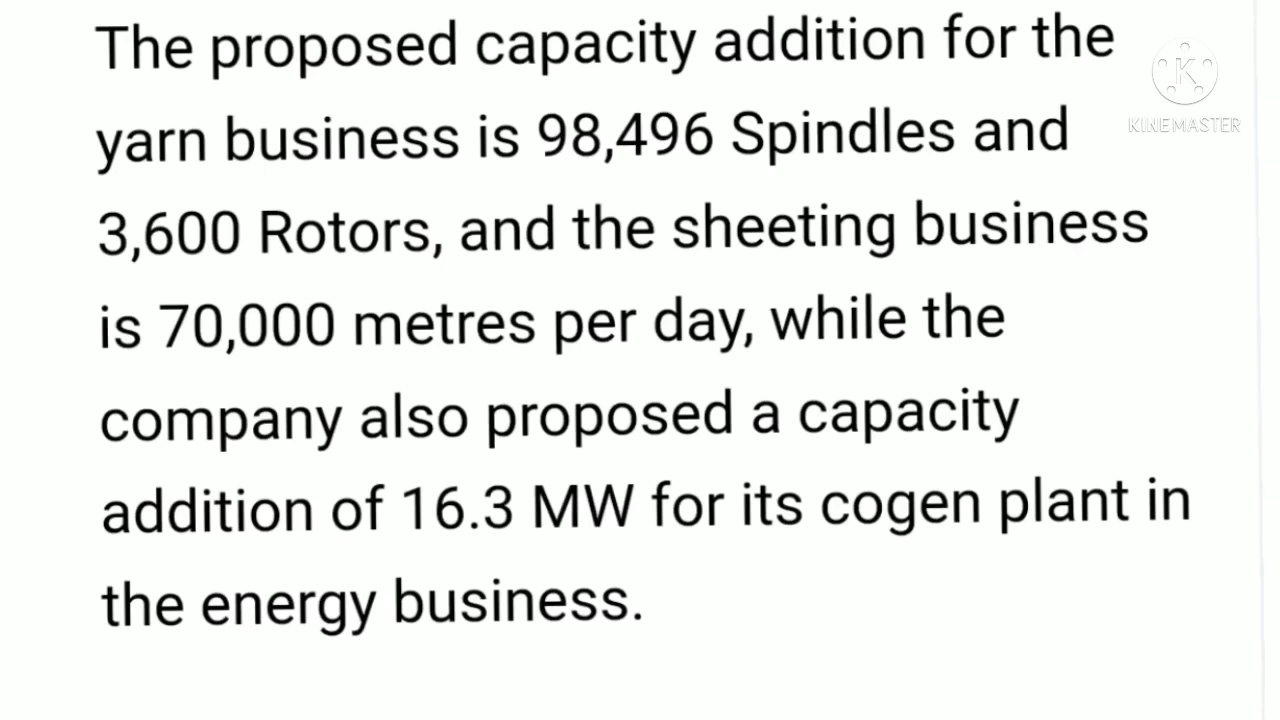 The proposed capacity addition for the
yarn business is 98,496 Spindles and
3,600 Rotors, and the sheeting business
is 70,000 metres per day, while the
company also proposed a capacity
addition of 16.3 MW for its cogen plant in
the energy business.
K
KINEMASTER